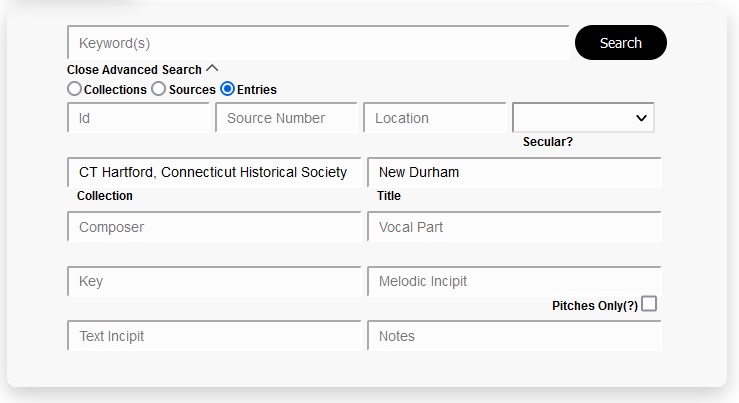 Keyword(s) Search
Close Advanced Search
Collections Sources Entries
Id Source Number Location
Secular?
CT Hartford, Connecticut Historical Society New Durham
Collection Title
Composer Vocal Part
Key Melodic Incipit
Pitches Only(?)
Text Incipit Notes